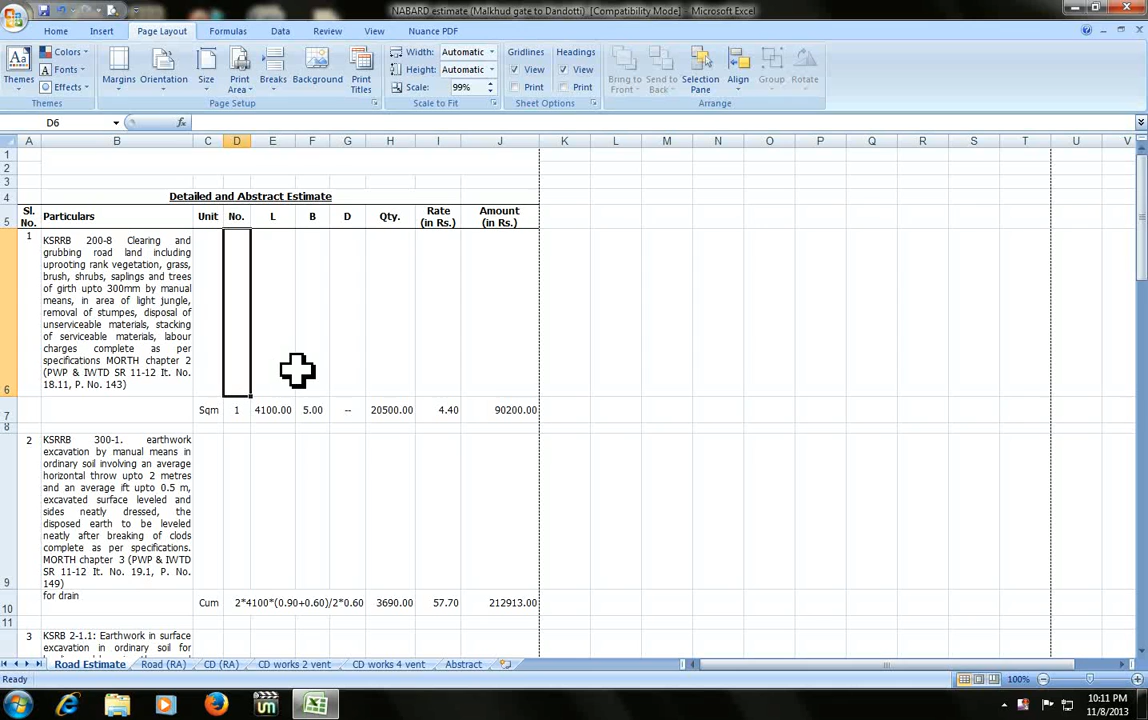 NABARD estimate (Malkhud gate to Dandotti) [Compatibility Mode] - Microsoft Excel
Home Insert Page Layout Formulas Data Review View Nuance PDF
Themes Colors Fonts Effects Themes
Margins Orientation Size Print Area Breaks Background Print Titles Page Setup
Width: Automatic
Height: Automatic
Scale: 99%
Scale to Fit
Gridlines Headings
View View
Print Print
Sheet Options
Bring to Front Send to Back Selection Pane Align Group Rotate Arrange
D6 fx
A B C D E F G H I J K L M N O P Q R S T U V
1
2
3
4 Detailed and Abstract Estimate
5 Sl. No. Particulars Unit No. L B D Qty. Rate (in Rs.) Amount (in Rs.)
1 KSRRB 200-8 Clearing and
grubbing road land including
uprooting rank vegetation, grass,
brush, shrubs, saplings and trees
of girth upto 300mm by manual
means, in area of light jungle,
removal of stumpes, disposal of
unserviceable materials, stacking
of serviceable materials, labour
charges complete as per
specifications MORTH chapter 2
(PWP & IWTD SR 11-12 It. No.
18.11, P. No. 143)
6
7 Sqm 1 4100.00 5.00 -- 20500.00 4.40 90200.00
8
2 KSRRB 300-1. earthwork
excavation by manual means in
ordinary soil involving an average
horizontal throw upto 2 metres
and an average ift upto 0.5 m,
excavated surface leveled and
sides neatly dressed, the
disposed earth to be leveled
neatly after breaking of clods
complete as per specifications.
MORTH chapter 3 (PWP & IWTD
SR 11-12 It. No. 19.1, P. No.
149)
9
for drain
10 Cum 2*4100*(0.90+0.60)/2*0.60 3690.00 57.70 212913.00
11
3 KSRB 2-1.1: Earthwork in surface
excavation in ordinary soil for
Road Estimate Road (RA) CD (RA) CD works 2 vent CD works 4 vent Abstract
Ready 100%
10:11 PM
11/8/2013